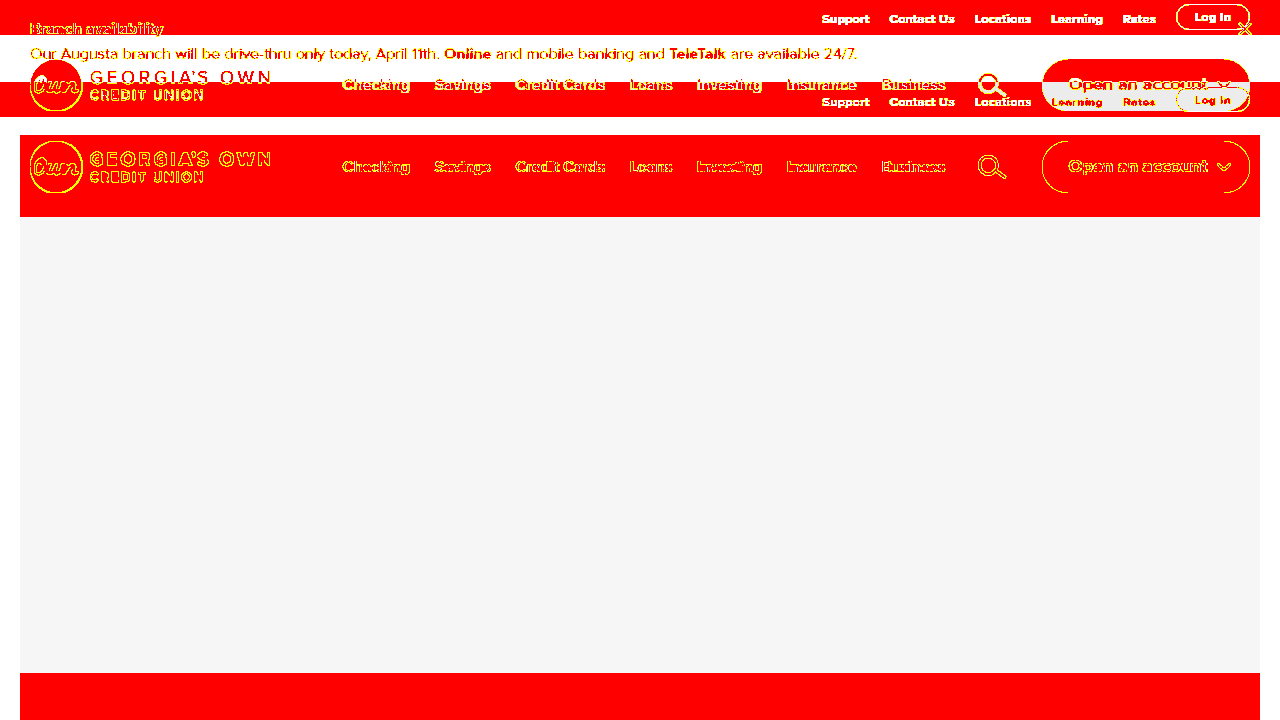 Support Contact Us Locations Learning Rates Log In
Branch availability
Our Augusta branch will be drive-thru only today, April 11th. Online and mobile banking and TeleTalk are available 24/7.
Own GEORGIA'S OWN
CREDIT UNION
Checking Savings Credit Cards Loans Investing Insurance Business Open an account
Support Contact Us Locations Learning Rates Log In
Own GEORGIA'S OWN
CREDIT UNION
Checking Savings Credit Cards Loans Investing Insurance Business Open an account